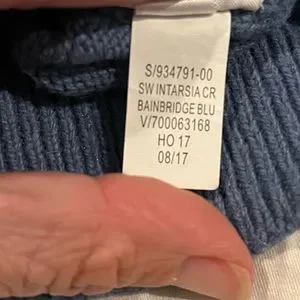 S/934791-00
SW INTARSIA CR
BAINBRIDGE BLU
V/700063168
HO 17
08/17